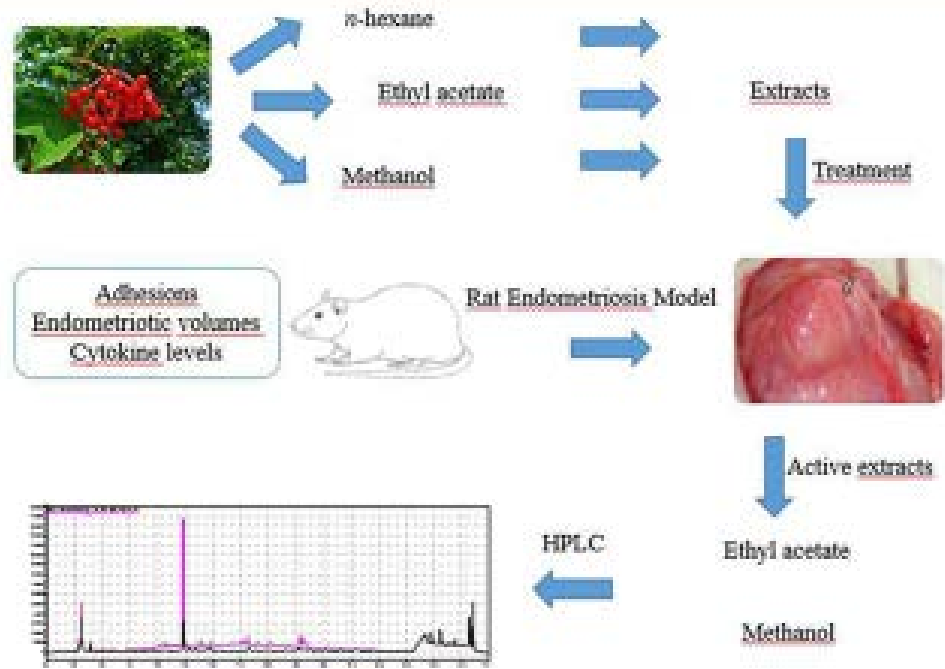 n-hexane
Ethyl acetate
Extracts
Methanol
Treatment
Adhesions
Endometriotic volumes
Cytokine levels
Rat Endometriosis Model
Active extracts
HPLC
Ethyl acetate
Methanol